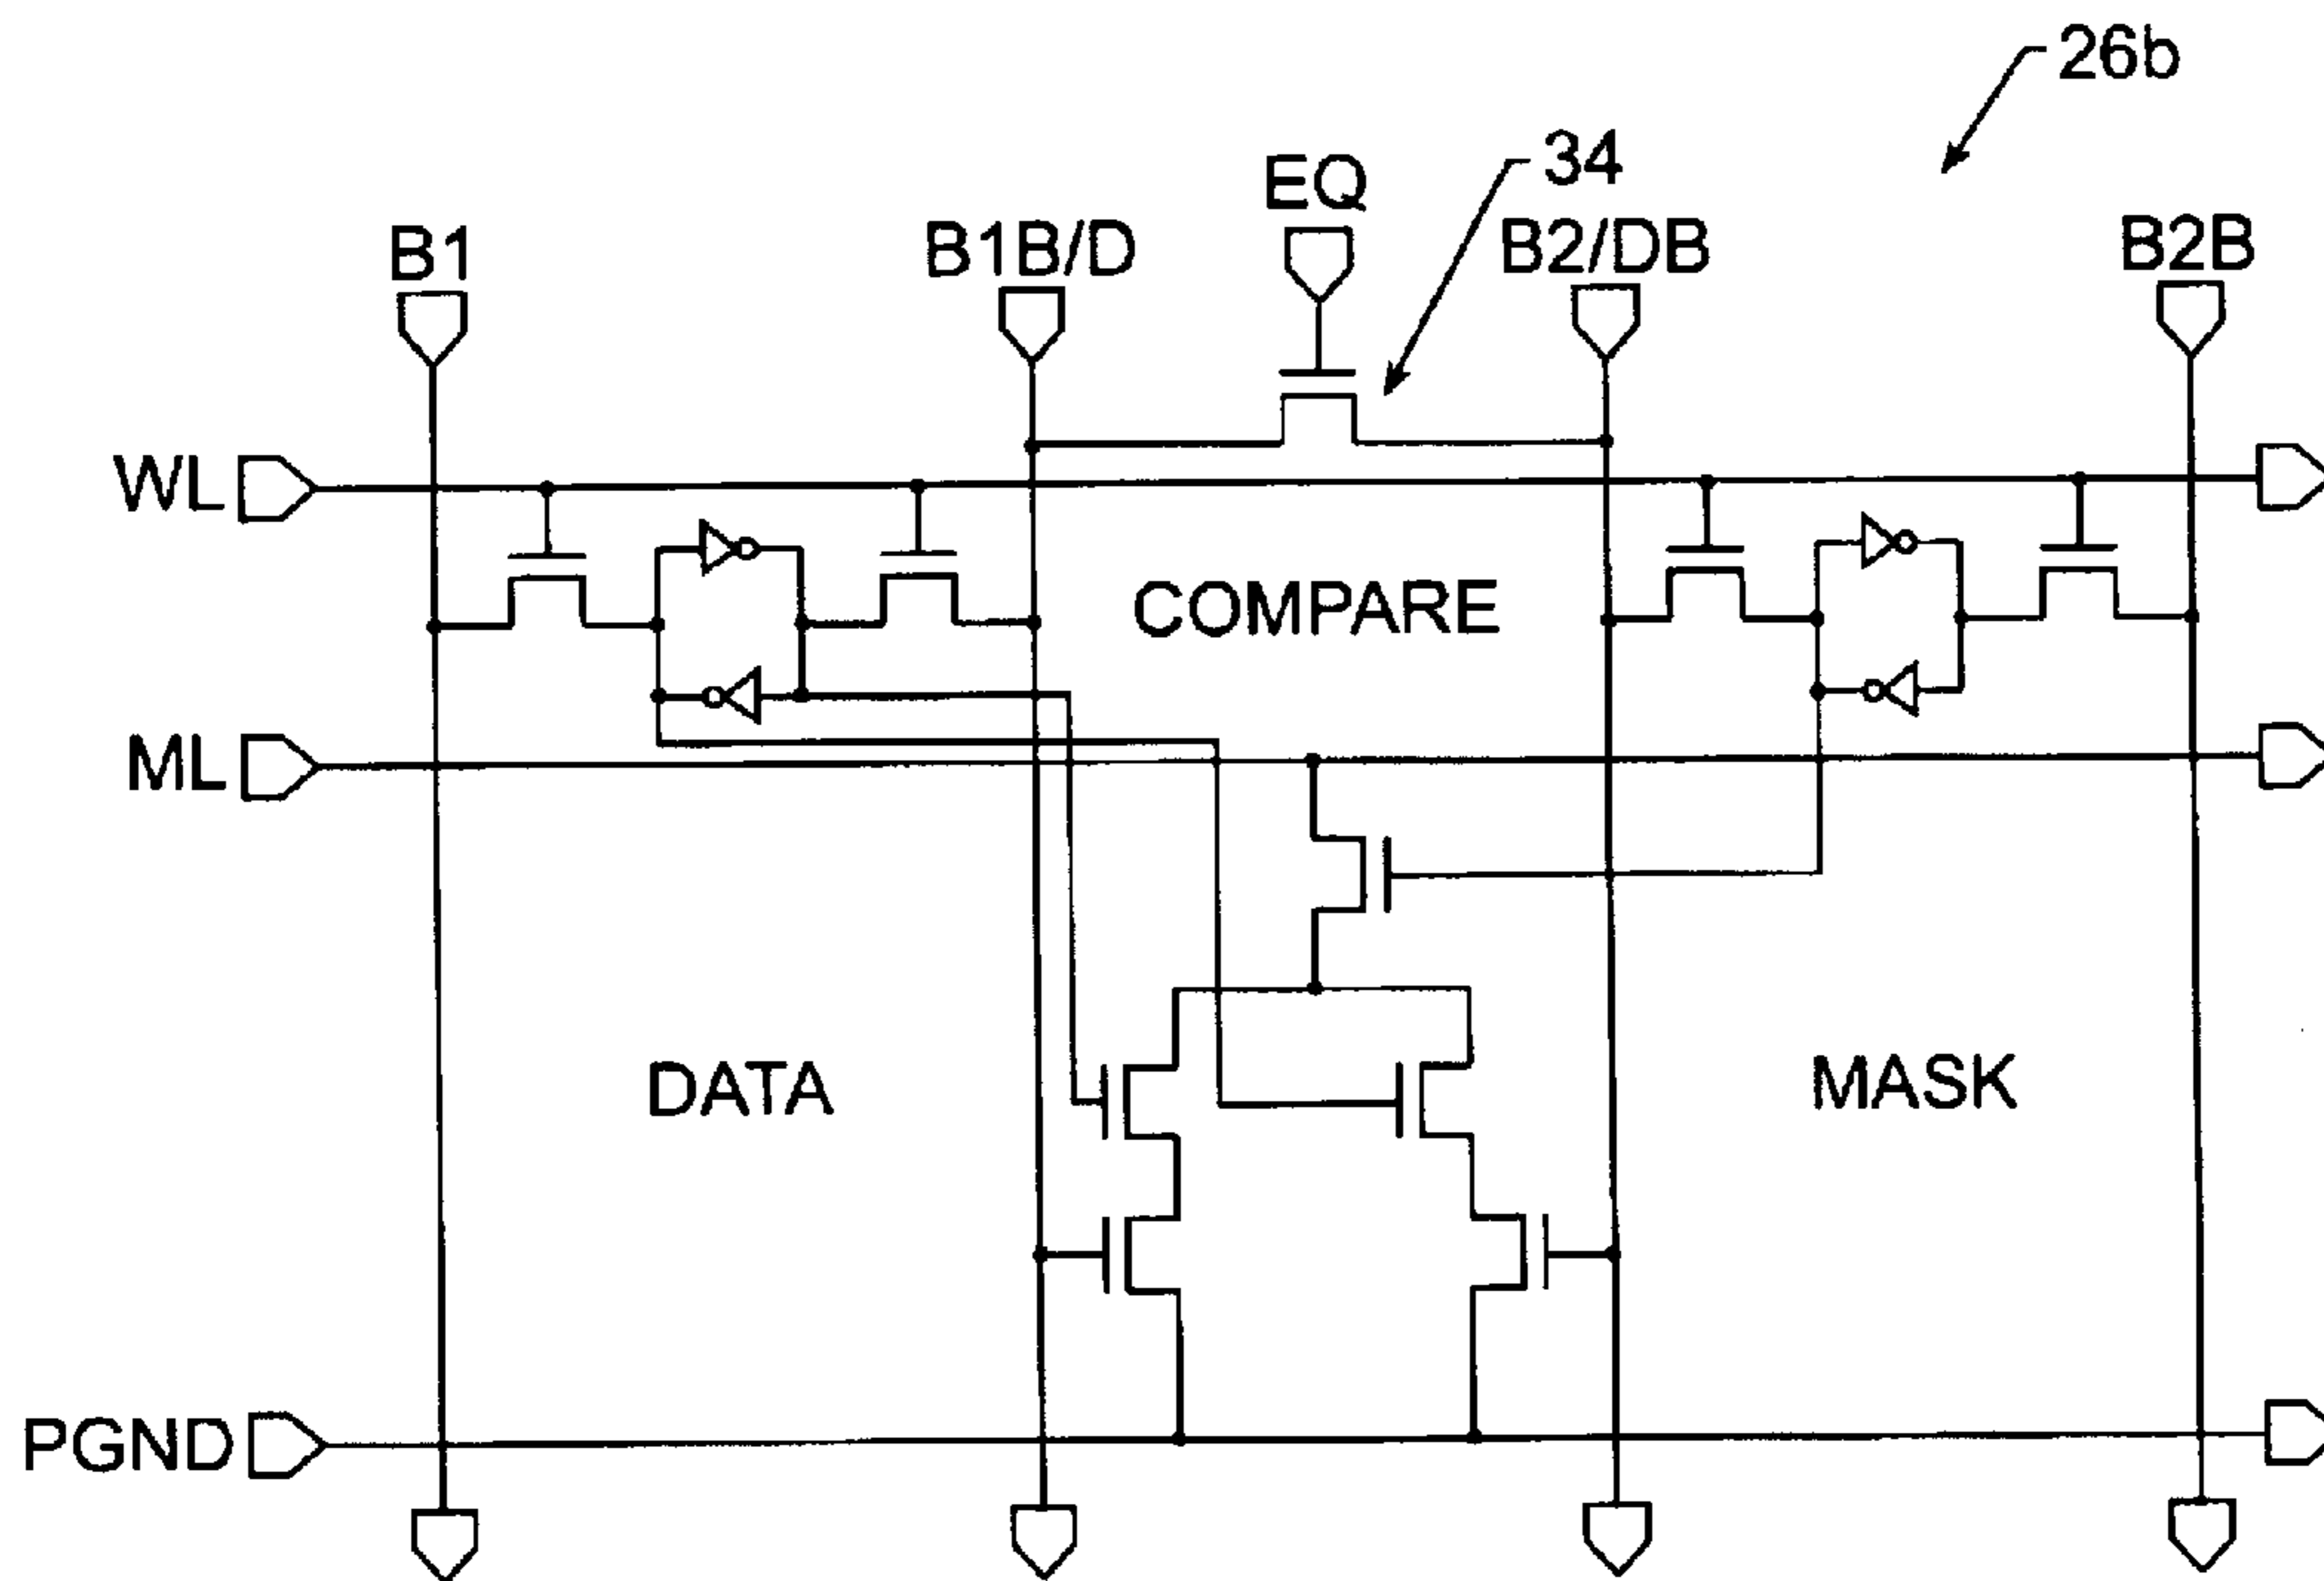 26b
34
EQ
B1
B1B/D
B2/DB
B2B
WL
COMPARE
ML
DATA
MASK
PGND